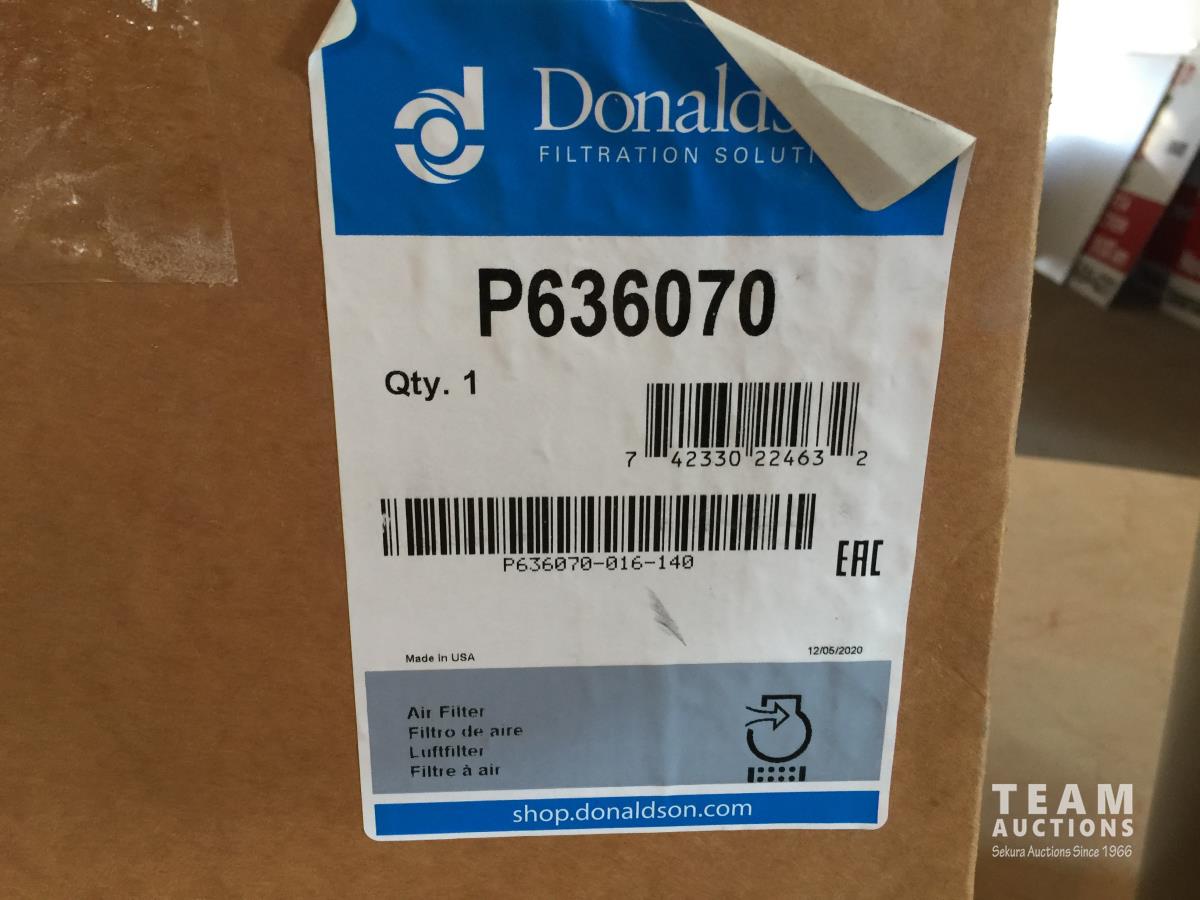 Donalds
FILTRATION SOLUTI
P636070
Qty. 1
7 42330 22463 2
P636070-016-140
EAC
Made in USA
12/05/2020
Air Filter
Filtro de aire
Luftfilter
Filtre à air
shop.donaldson.com
TEAM
AUCTIONS
Sekura Auctions Since 1966